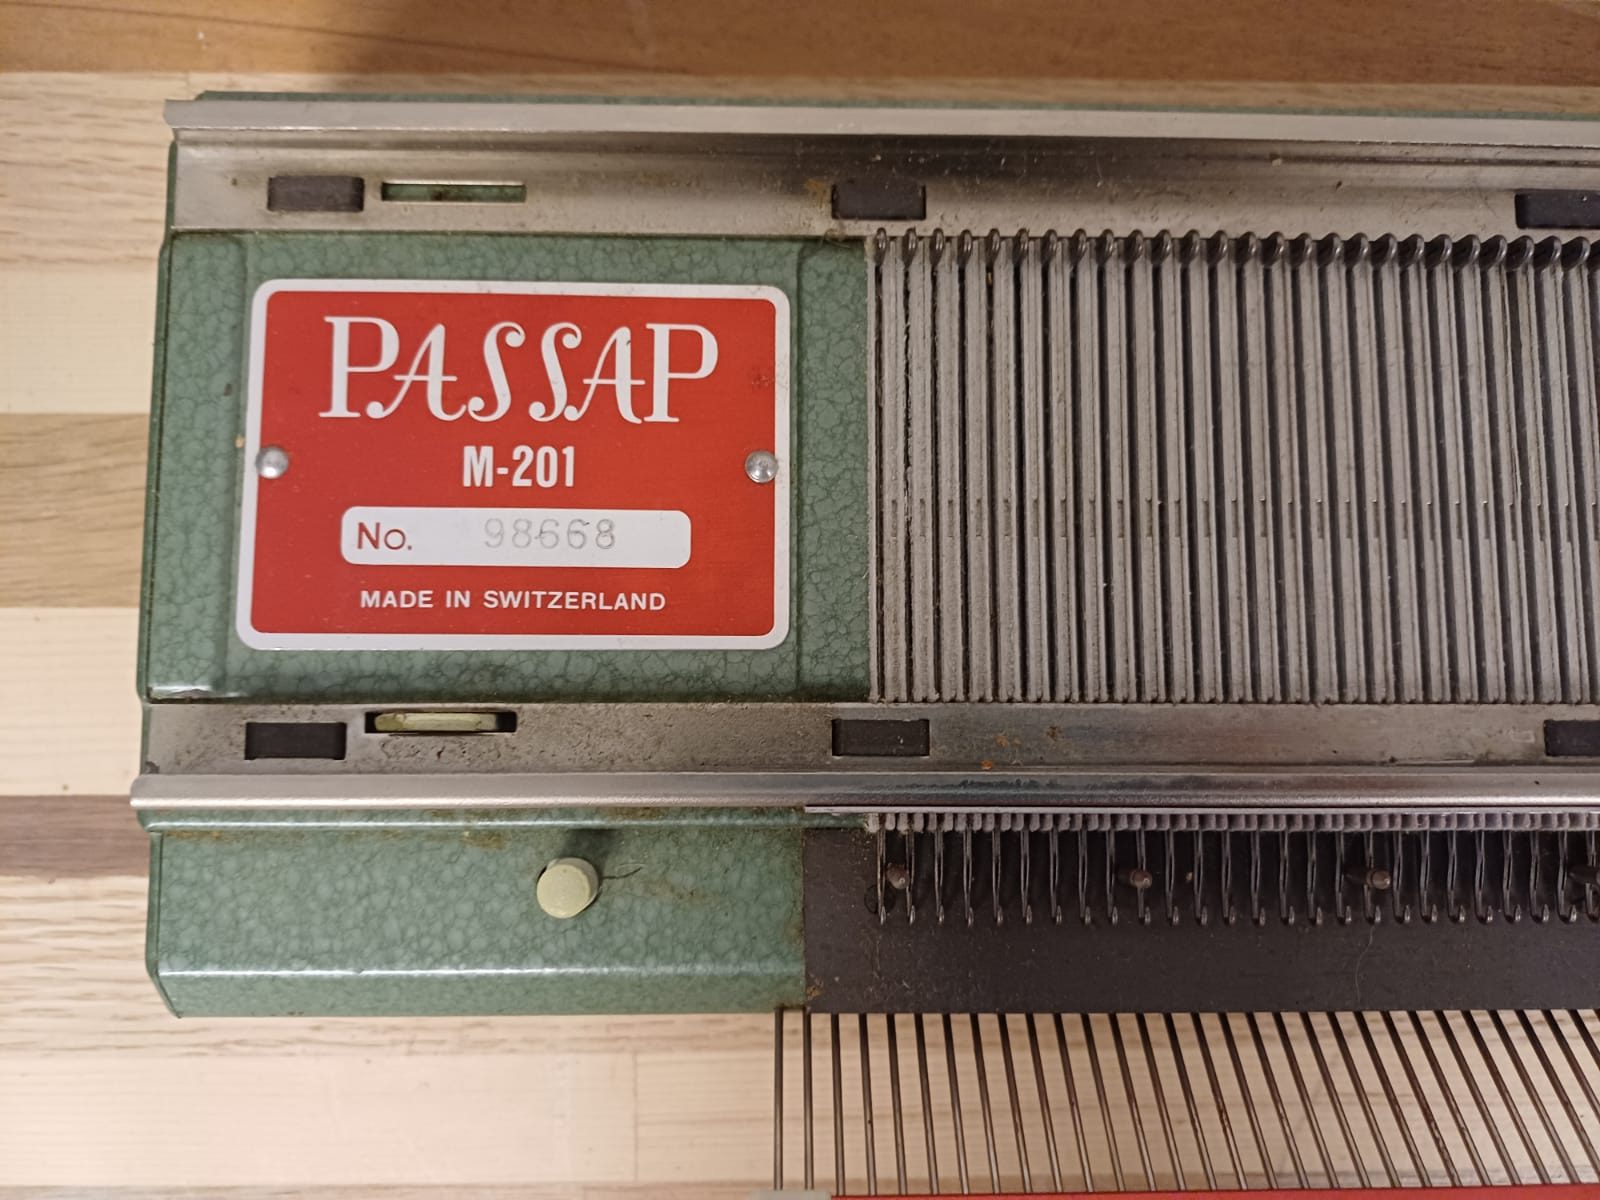 PASSAP
M-201
No. 98668
MADE IN SWITZERLAND